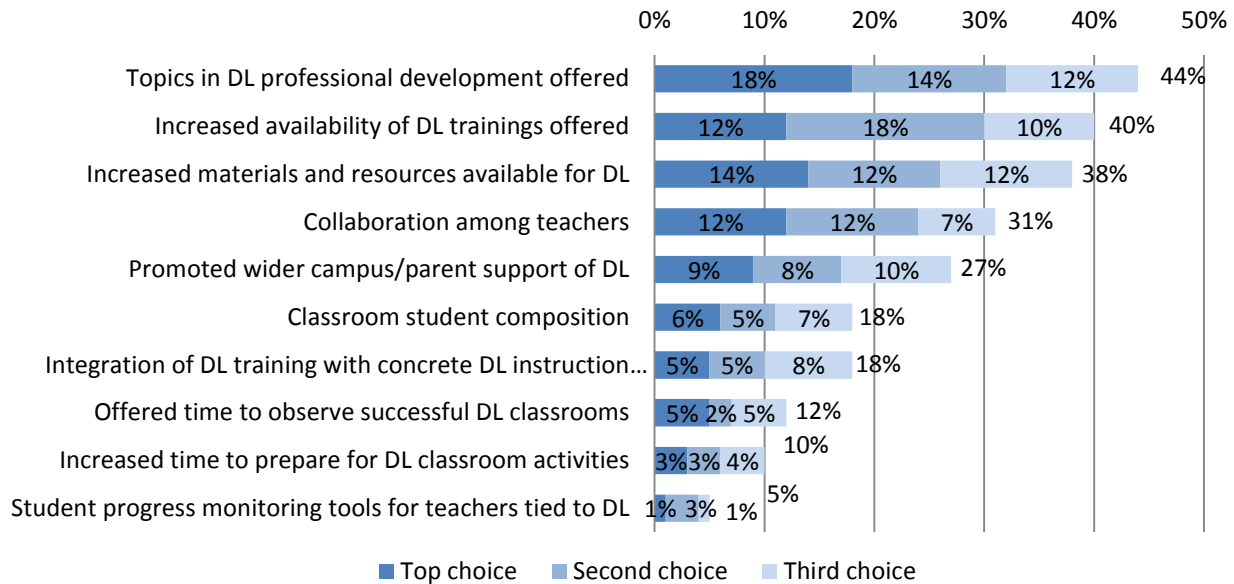 0% 10% 20% 30% 40% 50%
Topics in DL professional development offered 18% 14% 12% 44%
Increased availability of DL trainings offered 12% 18% 10% 40%
Increased materials and resources available for DL 14% 12% 12% 38%
Collaboration among teachers 12% 12% 7% 31%
Promoted wider campus/parent support of DL 9% 8% 10% 27%
Classroom student composition 6% 5% 7% 18%
Integration of DL training with concrete DL instruction... 5% 5% 8% 18%
Offered time to observe successful DL classrooms 5% 2% 5% 12%
Increased time to prepare for DL classroom activities 3% 3% 4% 10%
Student progress monitoring tools for teachers tied to DL 1% 3% 1% 5%
Top choice Second choice Third choice